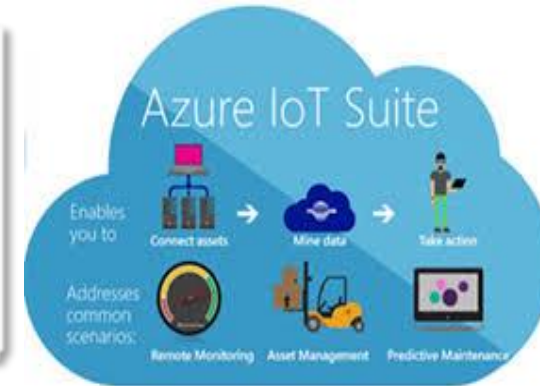 Azure IoT Suite
Enables
you to
Connect assets
Mine data
Take action
Addresses
common
scenarios:
Remote Monitoring
Asset Management
Predictive Maintenance